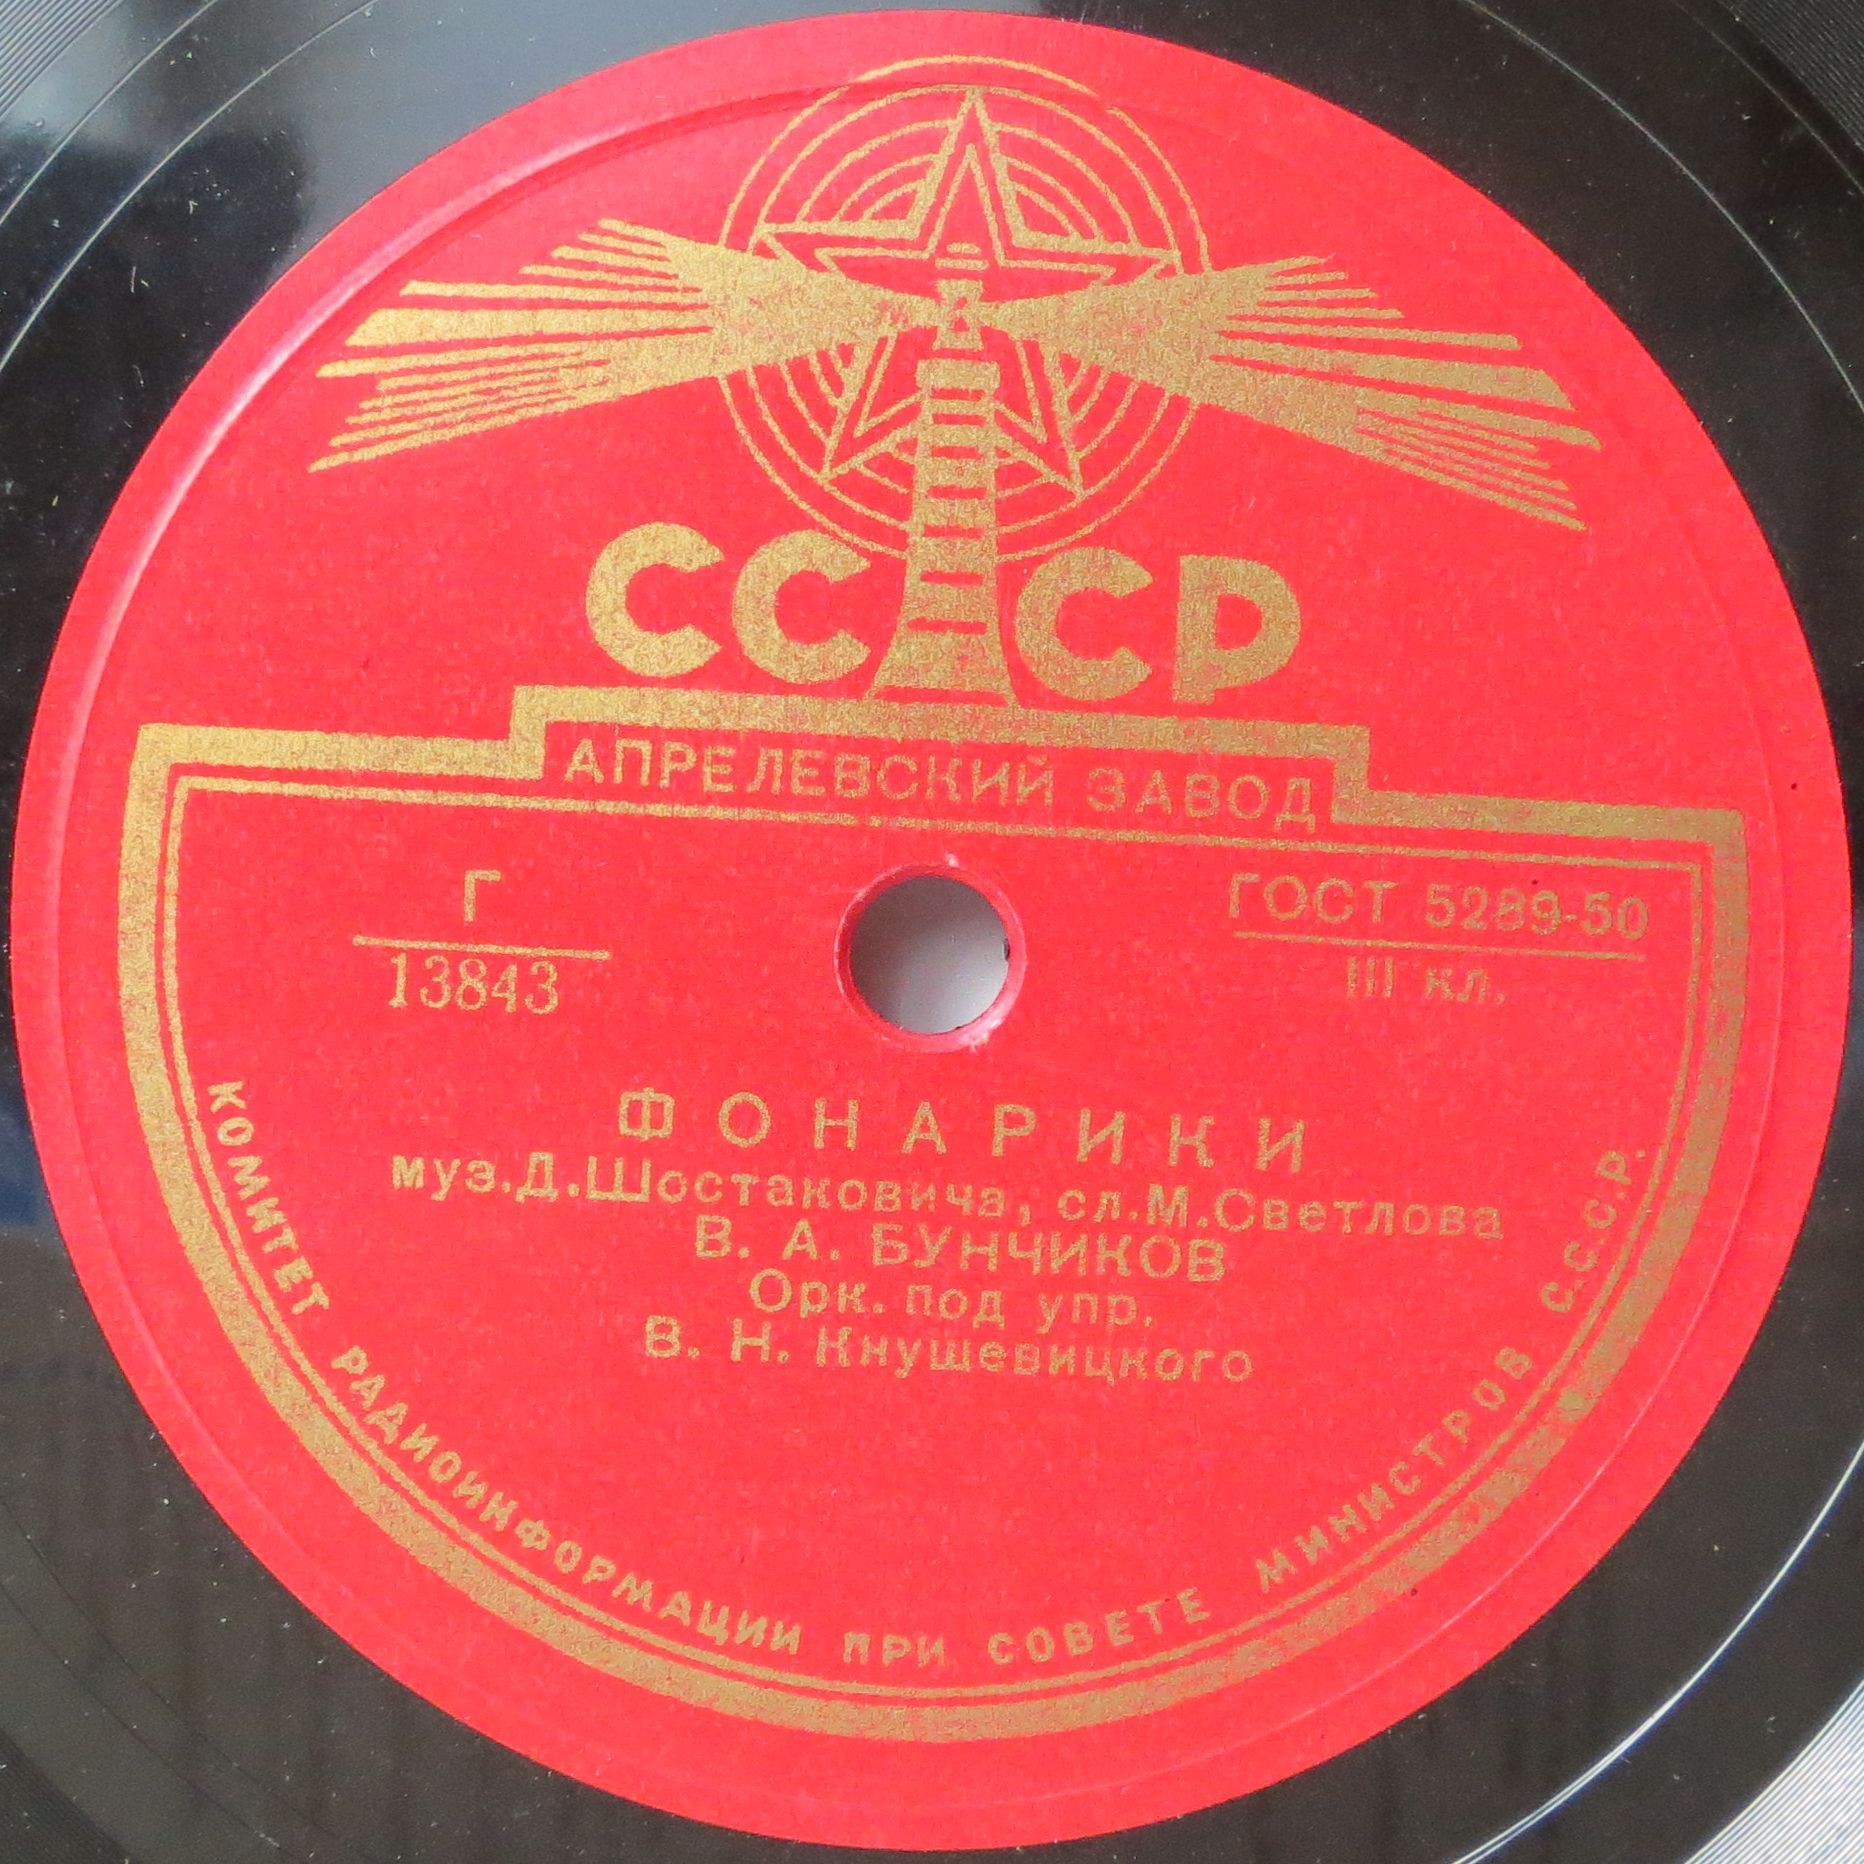 СССР
АПРЕЛЕВСКИЙ ЗАВОД
Г
13843
ГОСТ 5289-50
III кл.
ФОНАРИКИ
муз.Д.Шостаковича, сл.М.Светлова
В. А. БУНЧИКОВ
Орк. под упр.
В. Н. Кнушевицкого
КОМИТЕТ РАДИОИНФОРМАЦИИ ПРИ СОВЕТЕ МИНИСТРОВ С.С.С.Р.